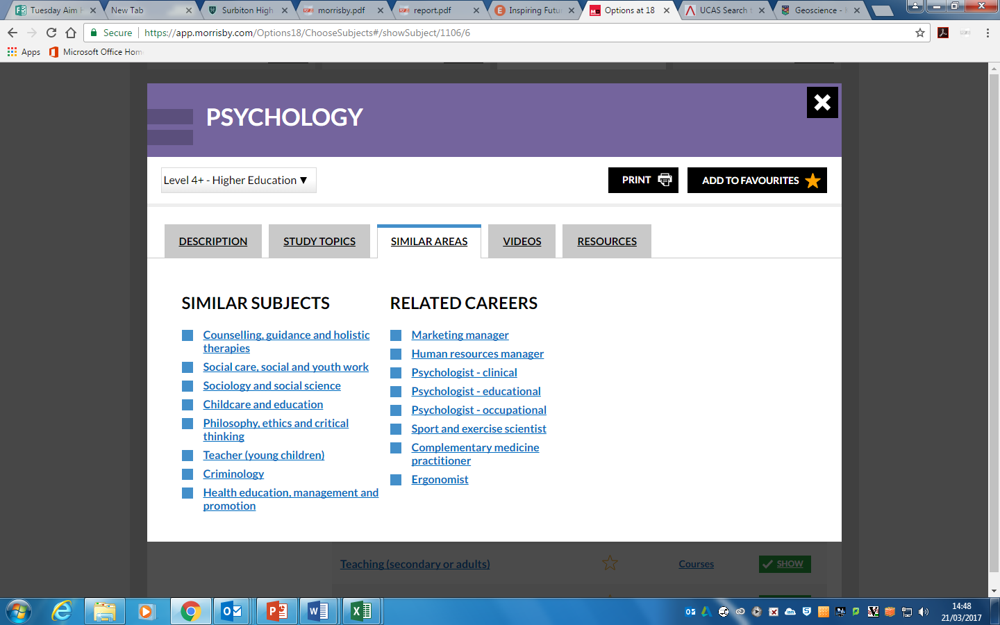 Tuesday Aim H
New Tab
Surbiton High
morrisby.pdf
report.pdf
Inspiring Futu
Options at 18
UCAS Search t
Geoscience -
Secure
https://app.morrisby.com/Options18/ChooseSubjects#/showSubject/1106/6
Apps
Microsoft Office Hom
PSYCHOLOGY
Level 4+ - Higher Education ▼
PRINT
ADD TO FAVOURITES
DESCRIPTION
STUDY TOPICS
SIMILAR AREAS
VIDEOS
RESOURCES
SIMILAR SUBJECTS
Counselling, guidance and holistic
therapies
Social care, social and youth work
Sociology and social science
Childcare and education
Philosophy, ethics and critical
thinking
Teacher (young children)
Criminology
Health education, management and
promotion
RELATED CAREERS
Marketing manager
Human resources manager
Psychologist - clinical
Psychologist - educational
Psychologist - occupational
Sport and exercise scientist
Complementary medicine
practitioner
Ergonomist
Teaching (secondary or adults)
Courses
SHOW
14:48
21/03/2017